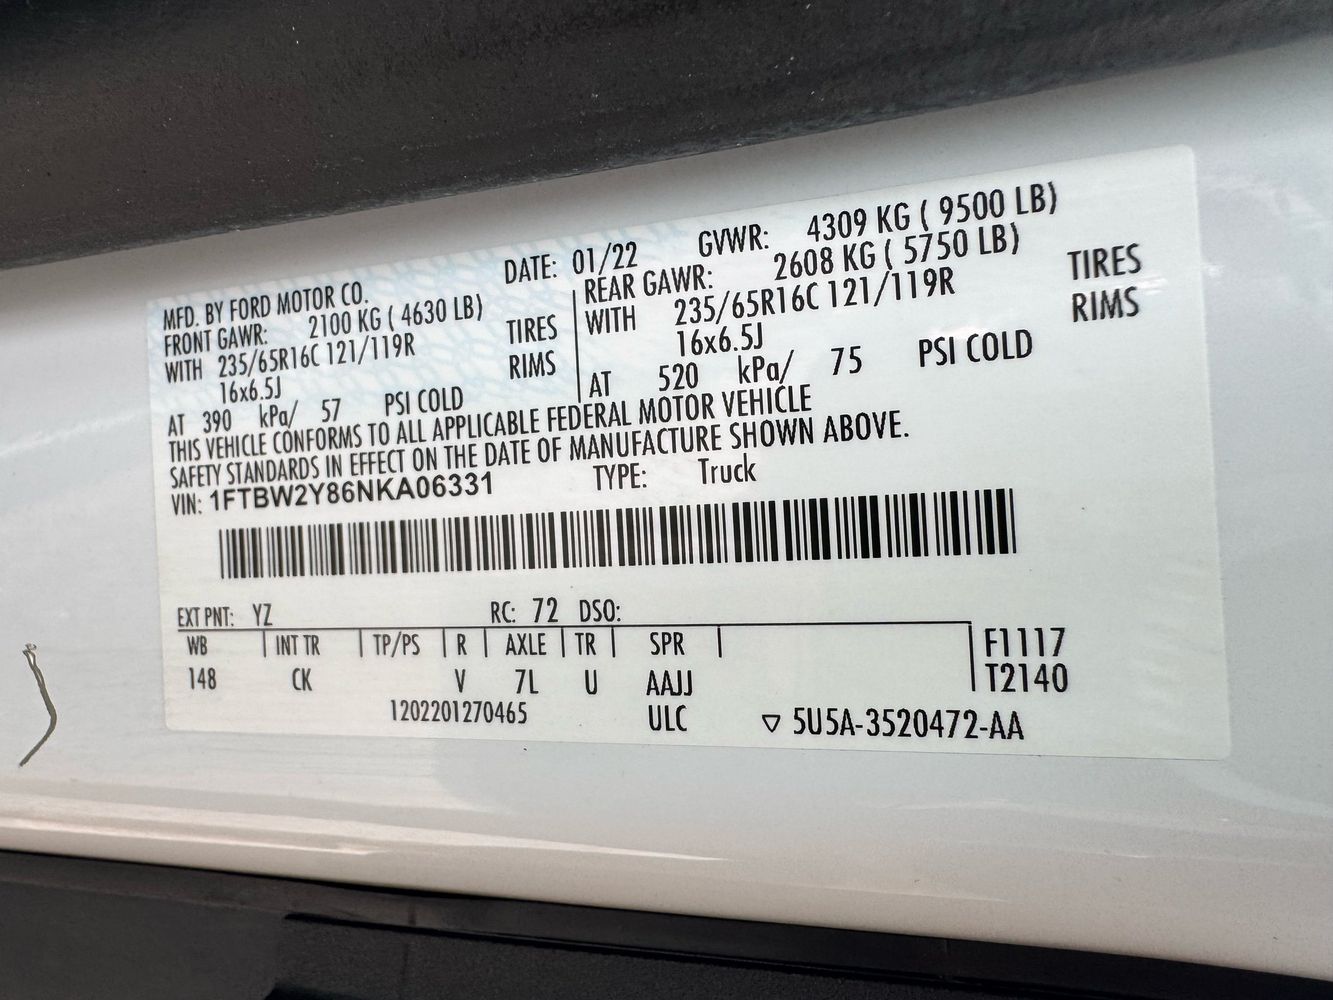 MFD. BY FORD MOTOR CO. DATE: 01/22 GVWR: 4309 KG ( 9500 LB)
FRONT GAWR: 2100 KG ( 4630 LB)
WITH 235/65R16C 121/119R TIRES
16x6.5J RIMS
AT 390 kPa/ 57 PSI COLD
REAR GAWR: 2608 KG ( 5750 LB)
WITH 235/65R16C 121/119R TIRES
16x6.5J RIMS
AT 520 kPa/ 75 PSI COLD
THIS VEHICLE CONFORMS TO ALL APPLICABLE FEDERAL MOTOR VEHICLE
SAFETY STANDARDS IN EFFECT ON THE DATE OF MANUFACTURE SHOWN ABOVE.
VIN: 1FTBW2Y86NKA06331 TYPE: Truck
EXT PNT: YZ RC: 72 DSO:
WB INT TR TP/PS R AXLE TR SPR F1117
148 CK V 7L U AAJJ T2140
1202201270465 ULC ▽ 5U5A-3520472-AA